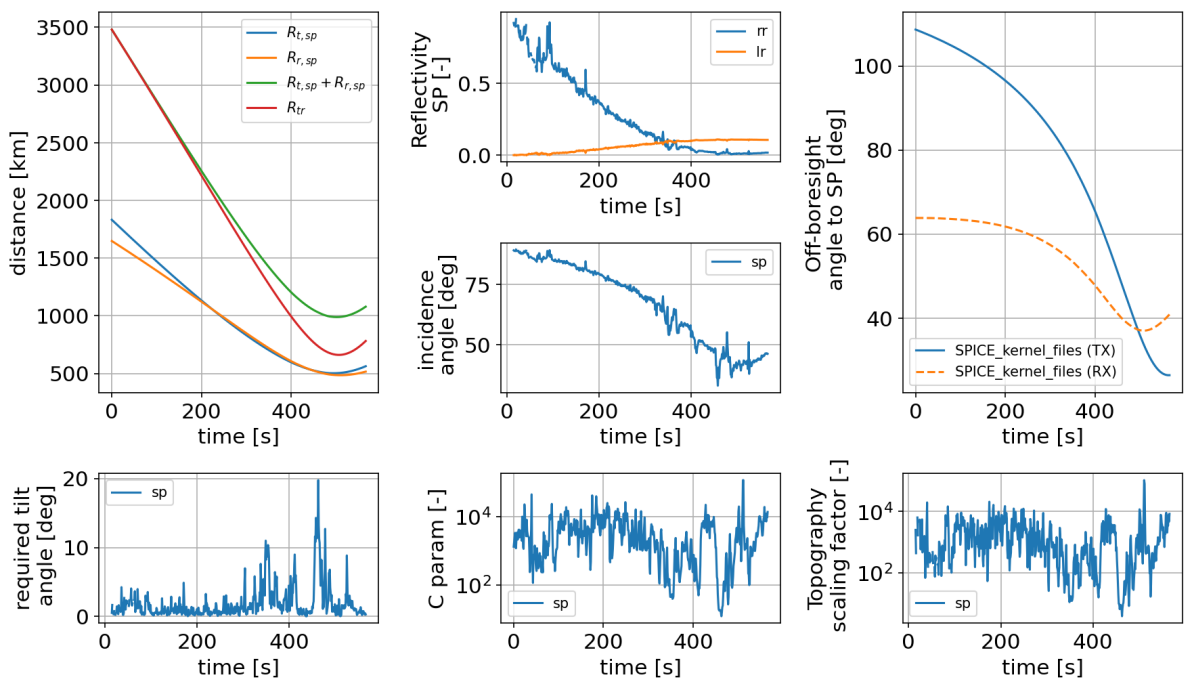 3500
3000
2500
2000
1500
1000
500
distance [km]
0
200
400
time [s]
R_{t,sp}
R_{r,sp}
R_{t,sp} + R_{r,sp}
R_{tr}
Reflectivity
SP [-]
0.5
0.0
0
200
400
time [s]
rr
lr
incidence
angle [deg]
75
50
0
200
400
time [s]
sp
Off-boresight
angle to SP [deg]
100
80
60
40
0
200
400
time [s]
SPICE_kernel_files (TX)
SPICE_kernel_files (RX)
required tilt
angle [deg]
20
10
0
0
200
400
time [s]
sp
C param [-]
10^4
10^2
0
200
400
time [s]
sp
Topography
scaling factor [-]
10^4
10^2
0
200
400
time [s]
sp